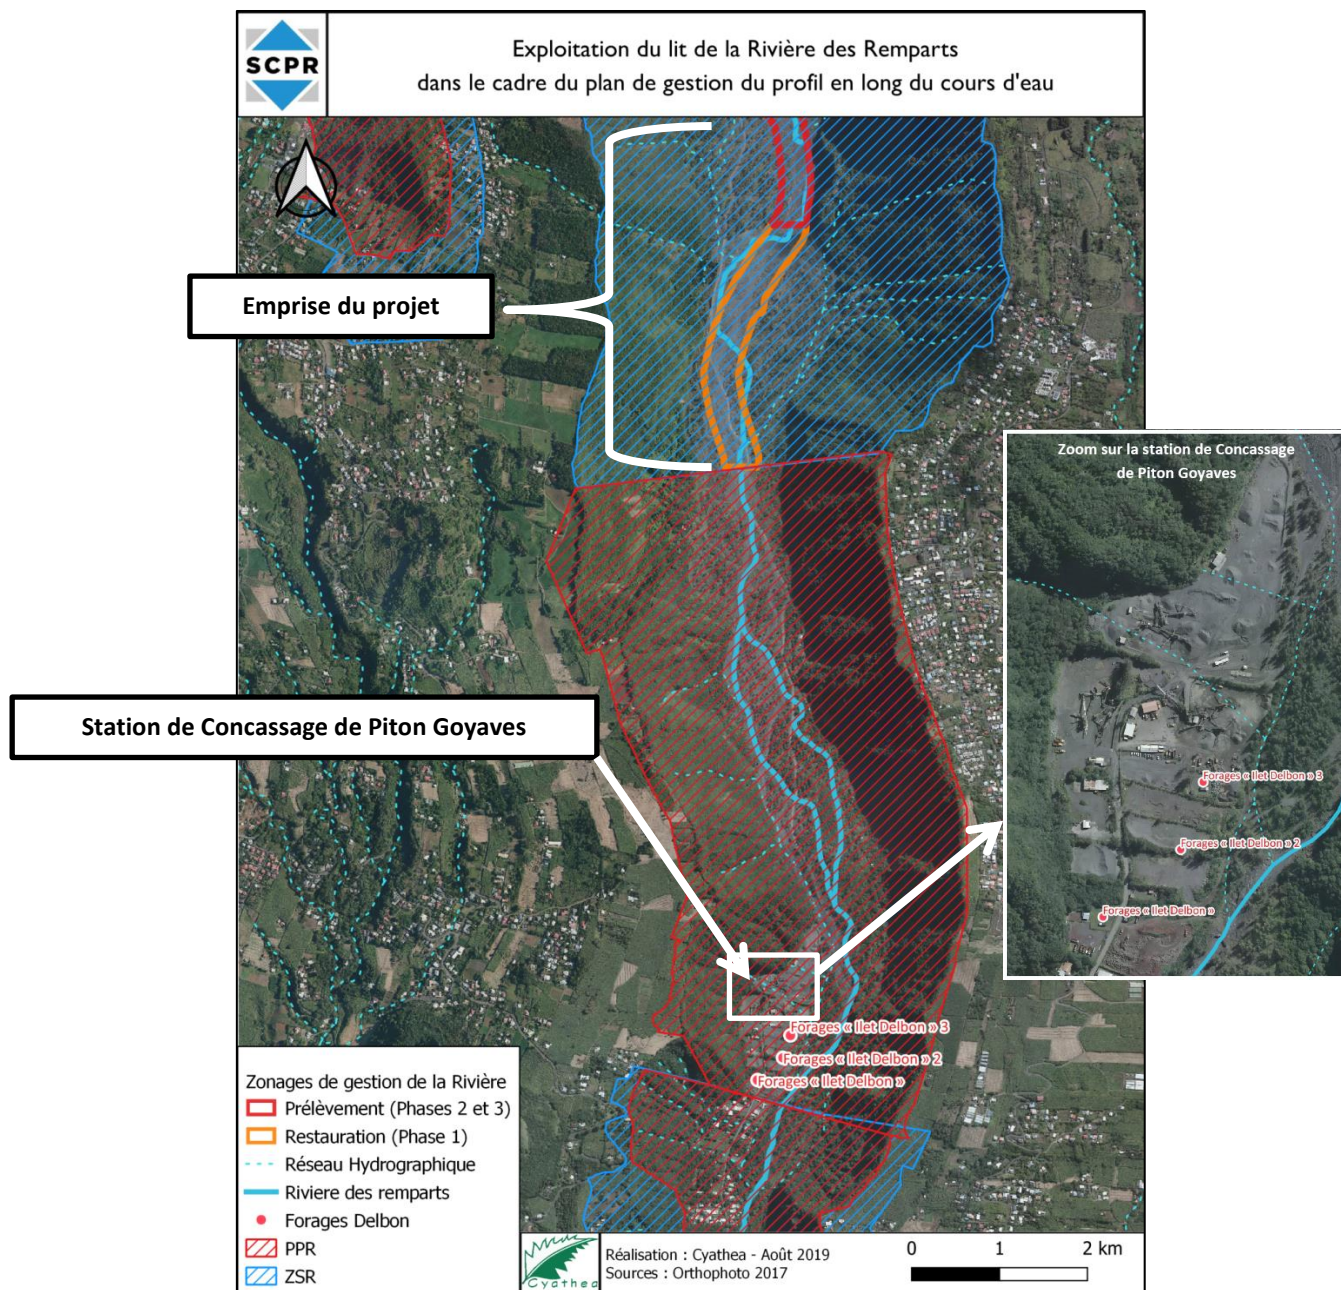 SCPR
Exploitation du lit de la Rivière des Remparts
dans le cadre du plan de gestion du profil en long du cours d'eau
Emprise du projet
Zoom sur la station de Concassage
de Piton Goyaves
Station de Concassage de Piton Goyaves
Forages « Ilet Delbon » 3
Forages « Ilet Delbon » 2
Forages « Ilet Delbon »
Forages « Ilet Delbon » 3
Forages « Ilet Delbon » 2
Forages « Ilet Delbon »
Zonages de gestion de la Rivière
Prélèvement (Phases 2 et 3)
Restauration (Phase 1)
Réseau Hydrographique
Riviere des remparts
Forages Delbon
PPR
ZSR
Cyathea
Réalisation : Cyathea - Août 2019
Sources : Orthophoto 2017
0 1 2 km